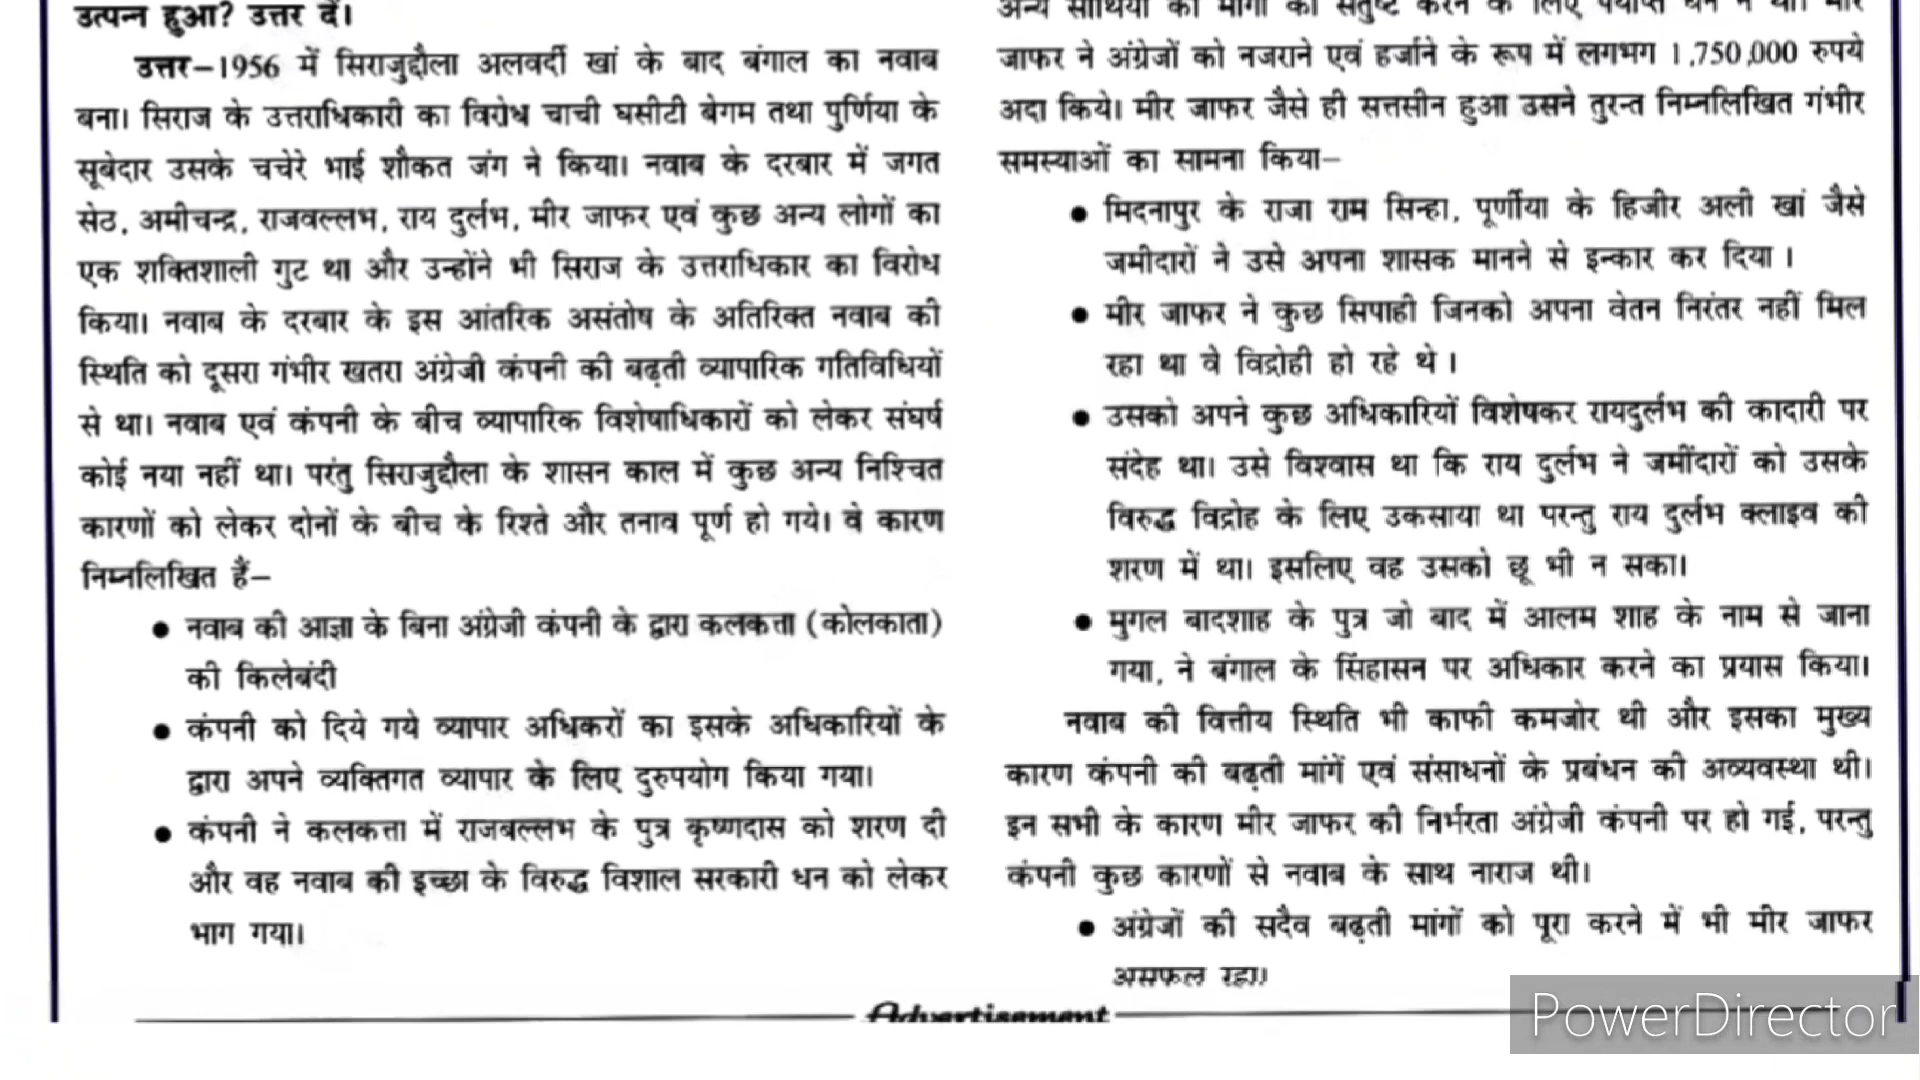 उत्पन्न हुआ? उत्तर दें।
उत्तर–1956 में सिराजुद्दौला अलवर्दी खां के बाद बंगाल का नवाब
बना। सिराज के उत्तराधिकारी का विरोध चाची घसीटी बेगम तथा पुर्णिया के
सूबेदार उसके चचेरे भाई शौकत जंग ने किया। नवाब के दरबार में जगत
सेठ, अमीचन्द्र, राजवल्लभ, राय दुर्लभ, मीर जाफर एवं कुछ अन्य लोगों का
एक शक्तिशाली गुट था और उन्होंने भी सिराज के उत्तराधिकार का विरोध
किया। नवाब के दरबार के इस आंतरिक असंतोष के अतिरिक्त नवाब की
स्थिति को दूसरा गंभीर खतरा अंग्रेजी कंपनी की बढ़ती व्यापारिक गतिविधियों
से था। नवाब एवं कंपनी के बीच व्यापारिक विशेषाधिकारों को लेकर संघर्ष
कोई नया नहीं था। परंतु सिराजुद्दौला के शासन काल में कुछ अन्य निश्चित
कारणों को लेकर दोनों के बीच के रिश्ते और तनाव पूर्ण हो गये। वे कारण
निम्नलिखित हैं–
● नवाब की आज्ञा के बिना अंग्रेजी कंपनी के द्वारा कलकत्ता (कोलकाता)
की किलेबंदी
● कंपनी को दिये गये व्यापार अधिकरों का इसके अधिकारियों के
द्वारा अपने व्यक्तिगत व्यापार के लिए दुरुपयोग किया गया।
● कंपनी ने कलकत्ता में राजबल्लभ के पुत्र कृष्णदास को शरण दी
और वह नवाब की इच्छा के विरुद्ध विशाल सरकारी धन को लेकर
भाग गया।
अन्य साथियों की मांगों को संतुष्ट करने के लिए पर्याप्त धन न था। मीर
जाफर ने अंग्रेजों को नजराने एवं हर्जाने के रूप में लगभग 1,750,000 रुपये
अदा किये। मीर जाफर जैसे ही सत्तसीन हुआ उसने तुरन्त निम्नलिखित गंभीर
समस्याओं का सामना किया–
● मिदनापुर के राजा राम सिन्हा, पूर्णीया के हिजीर अली खां जैसे
जमीदारों ने उसे अपना शासक मानने से इन्कार कर दिया ।
● मीर जाफर ने कुछ सिपाही जिनको अपना वेतन निरंतर नहीं मिल
रहा था वे विद्रोही हो रहे थे ।
● उसको अपने कुछ अधिकारियों विशेषकर रायदुर्लभ की कादारी पर
संदेह था। उसे विश्वास था कि राय दुर्लभ ने जमींदारों को उसके
विरुद्ध विद्रोह के लिए उकसाया था परन्तु राय दुर्लभ क्लाइव की
शरण में था। इसलिए वह उसको छू भी न सका।
● मुगल बादशाह के पुत्र जो बाद में आलम शाह के नाम से जाना
गया, ने बंगाल के सिंहासन पर अधिकार करने का प्रयास किया।
नवाब की वित्तीय स्थिति भी काफी कमजोर थी और इसका मुख्य
कारण कंपनी की बढ़ती मांगें एवं संसाधनों के प्रबंधन की अव्यवस्था थी।
इन सभी के कारण मीर जाफर की निर्भरता अंग्रेजी कंपनी पर हो गई, परन्तु
कंपनी कुछ कारणों से नवाब के साथ नाराज थी।
● अंग्रेजों की सदैव बढ़ती मांगों को पूरा करने में भी मीर जाफर
असफल रहा।
Advertisement
PowerDirector